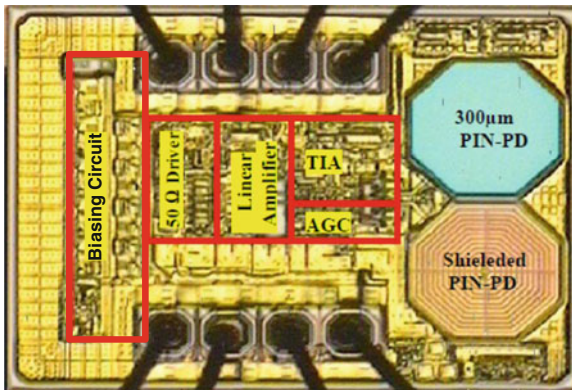 Biasing Circuit
50 Ω Driver
Linear
Amplifier
TIA
AGC
300µm
PIN-PD
Shieleded
PIN-PD